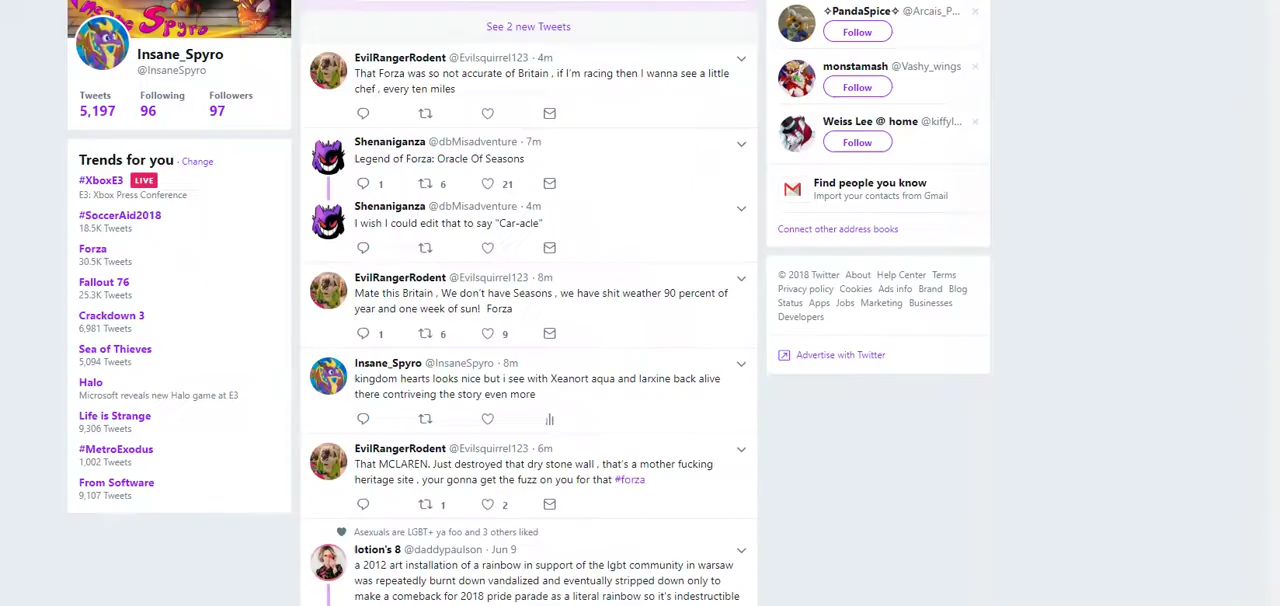 Spyro
Insane_Spyro
@InsaneSpyro
Tweets Following Followers
5,197 96 97
Trends for you · Change
#XboxE3 LIVE
E3: Xbox Press Conference
#SoccerAid2018
18.5K Tweets
Forza
30.5K Tweets
Fallout 76
25.3K Tweets
Crackdown 3
6,981 Tweets
Sea of Thieves
5,094 Tweets
Halo
Microsoft reveals new Halo game at E3
Life is Strange
9,306 Tweets
#MetroExodus
1,002 Tweets
From Software
9,107 Tweets
See 2 new Tweets
EvilRangerRodent @Evilsquirrel123 · 4m
That Forza was so not accurate of Britain , if I'm racing then I wanna see a little
chef , every ten miles
Shenaniganza @dbMisadventure · 7m
Legend of Forza: Oracle Of Seasons
1 6 21
Shenaniganza @dbMisadventure · 4m
I wish I could edit that to say "Car-acle"
EvilRangerRodent @Evilsquirrel123 · 8m
Mate this Britain , We don't have Seasons , we have shit weather 90 percent of
year and one week of sun! Forza
1 6 9
Insane_Spyro @InsaneSpyro · 8m
kingdom hearts looks nice but i see with Xeanort aqua and larxine back alive
there contriveing the story even more
EvilRangerRodent @Evilsquirrel123 · 6m
That MCLAREN. Just destroyed that dry stone wall , that's a mother fucking
heritage site , your gonna get the fuzz on you for that #forza
1 2
Asexuals are LGBT+ ya foo and 3 others liked
lotion's 8 @daddypaulson · Jun 9
a 2012 art installation of a rainbow in support of the lgbt community in warsaw
was repeatedly burnt down vandalized and eventually stripped down only to
make a comeback for 2018 pride parade as a literal rainbow so it's indestructible
✧PandaSpice✧ @Arcais_P...
Follow
monstamash @Vashy_wings
Follow
Weiss Lee @ home @kiffyl...
Follow
Find people you know
Import your contacts from Gmail
Connect other address books
© 2018 Twitter About Help Center Terms
Privacy policy Cookies Ads info Brand Blog
Status Apps Jobs Marketing Businesses
Developers
Advertise with Twitter